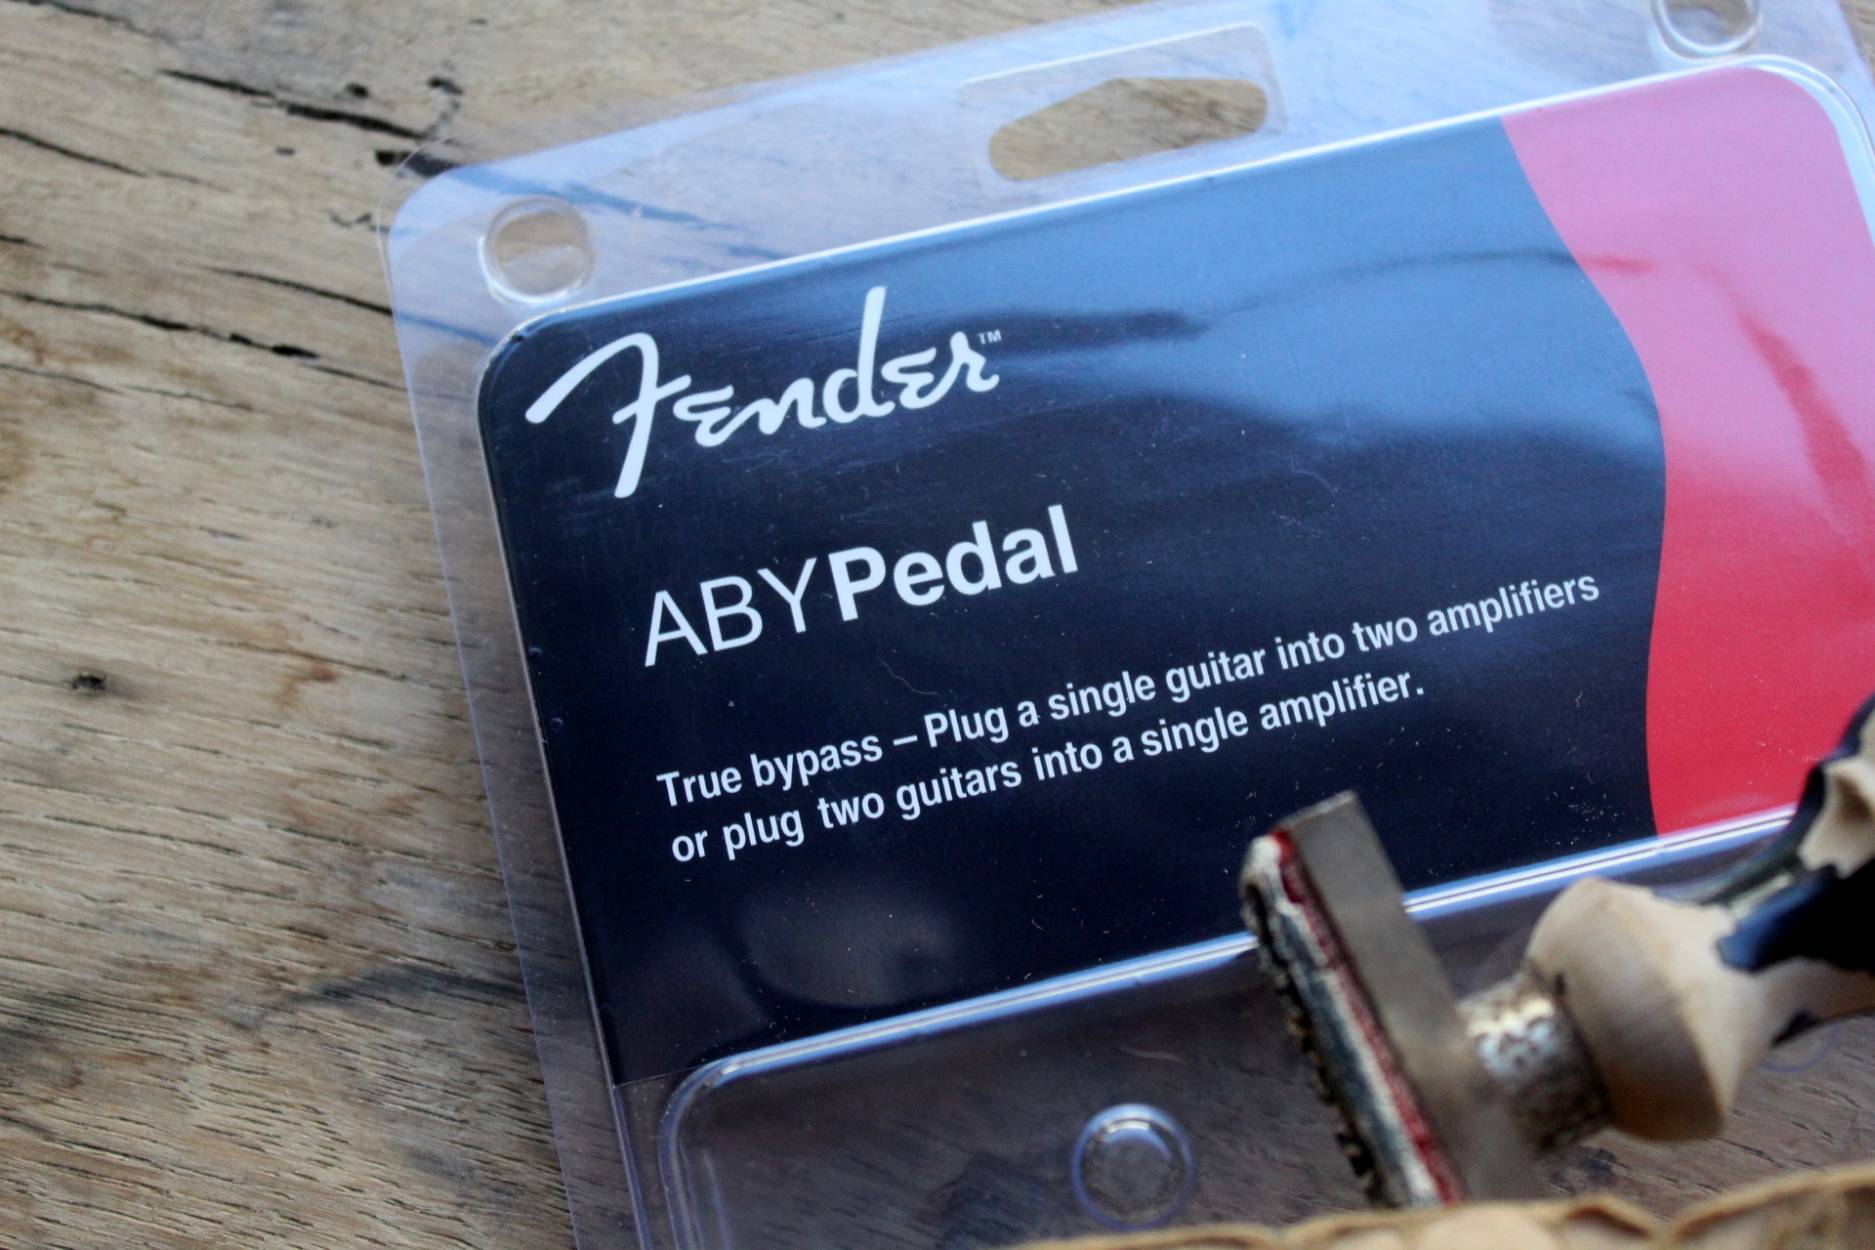 Fender™
ABYPedal
True bypass – Plug a single guitar into two amplifiers
or plug two guitars into a single amplifier.